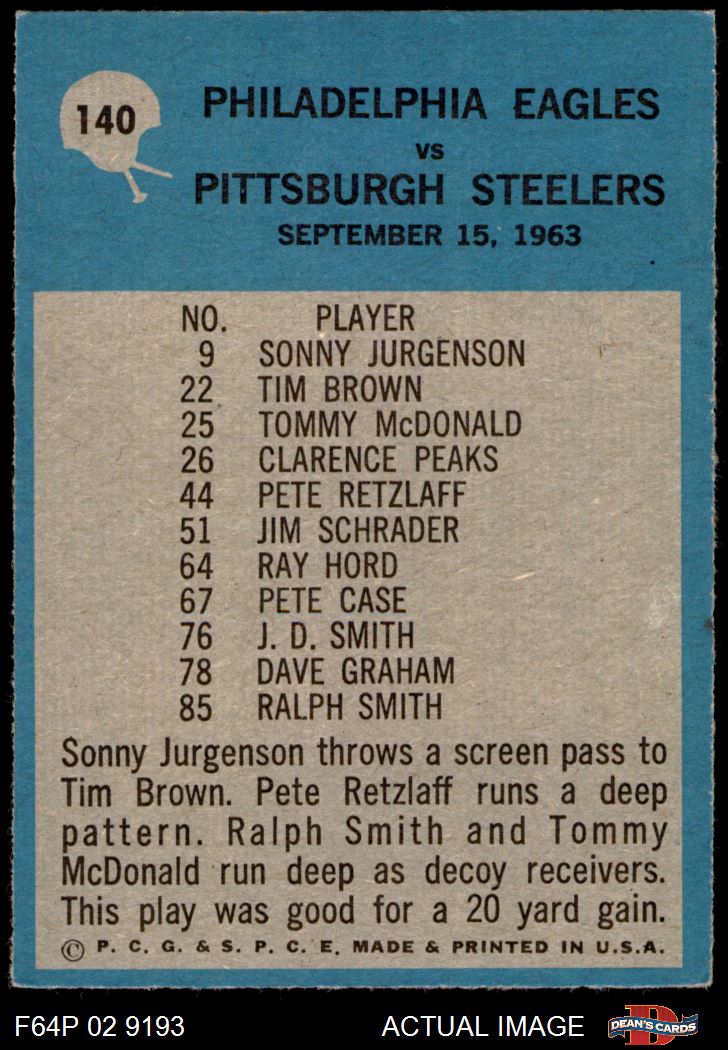 140
PHILADELPHIA EAGLES
VS
PITTSBURGH STEELERS
SEPTEMBER 15, 1963
NO. PLAYER
9 SONNY JURGENSON
22 TIM BROWN
25 TOMMY McDONALD
26 CLARENCE PEAKS
44 PETE RETZLAFF
51 JIM SCHRADER
64 RAY HORD
67 PETE CASE
76 J. D. SMITH
78 DAVE GRAHAM
85 RALPH SMITH
Sonny Jurgenson throws a screen pass to
Tim Brown. Pete Retzlaff runs a deep
pattern. Ralph Smith and Tommy
McDonald run deep as decoy receivers.
This play was good for a 20 yard gain.
© P. C. G. & S. P. C. E. MADE & PRINTED IN U.S.A.
F64P 02 9193 ACTUAL IMAGE DEAN'S CARDS